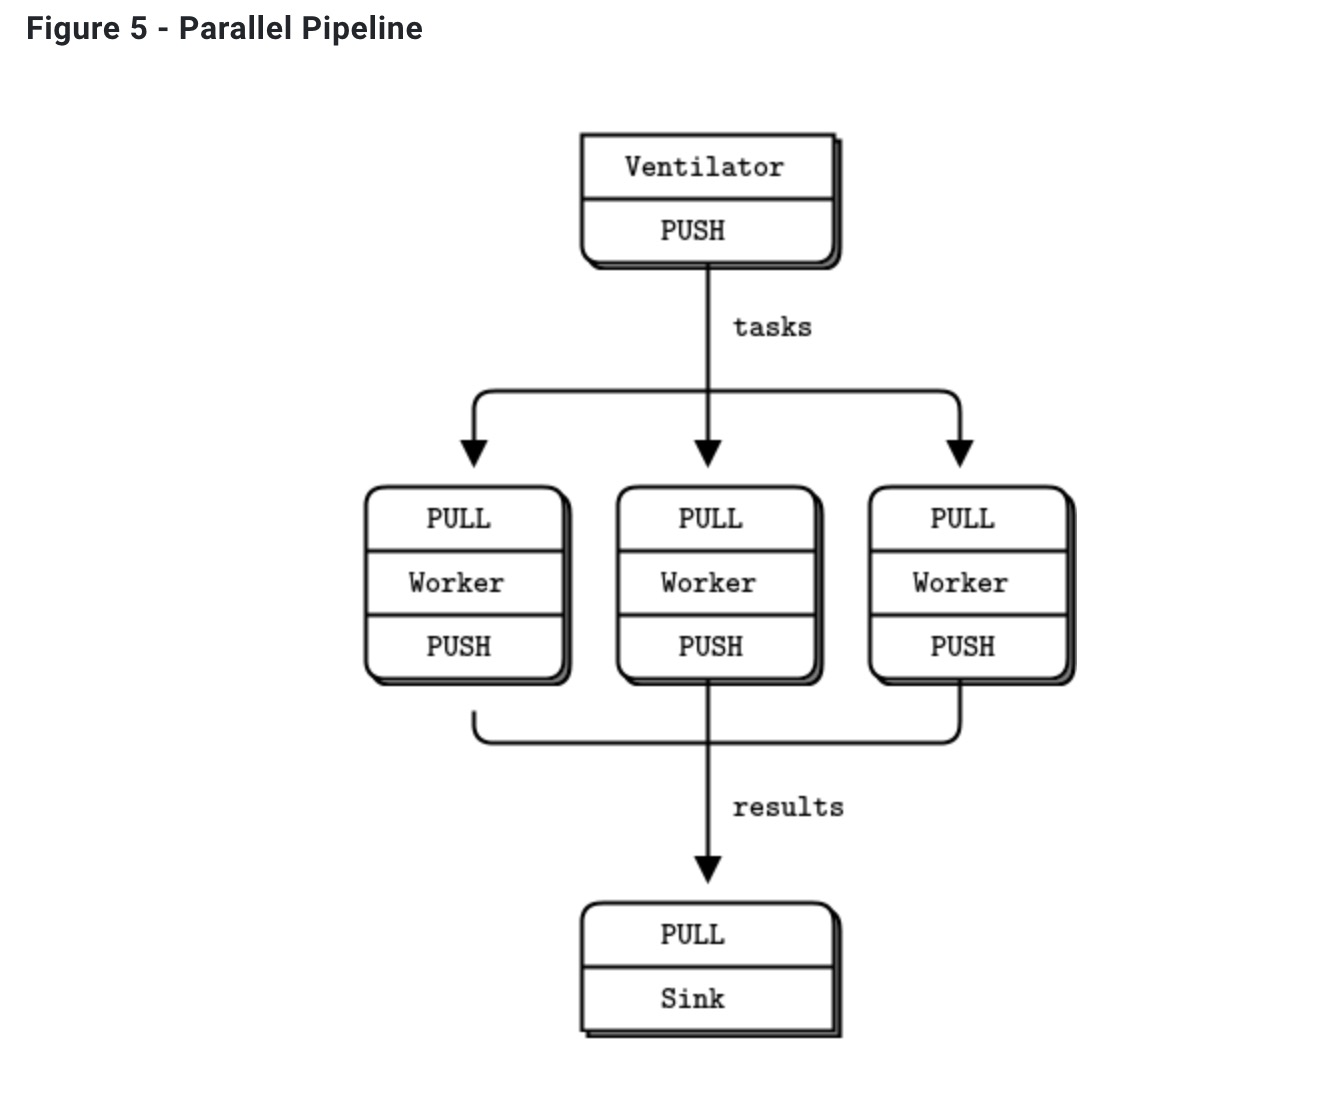 Figure 5 - Parallel Pipeline
Ventilator
PUSH
tasks
PULL PULL PULL
Worker Worker Worker
PUSH PUSH PUSH
results
PULL
Sink